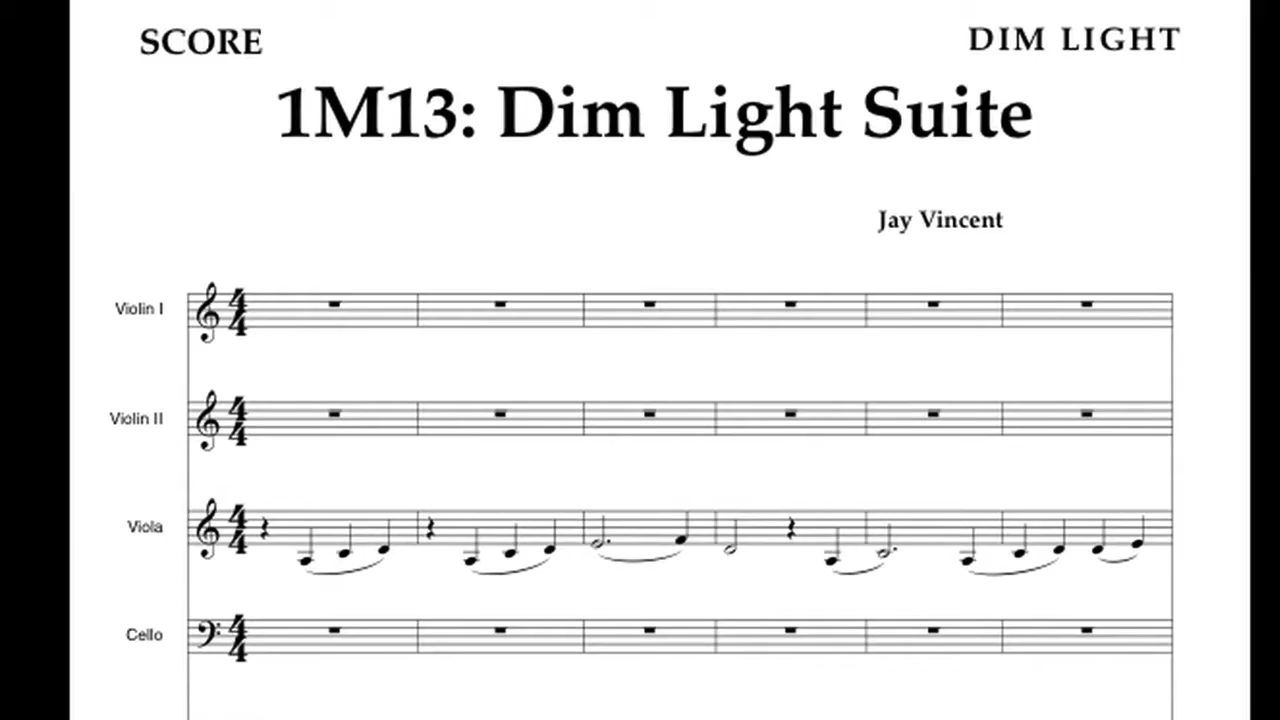 SCORE
DIM LIGHT
1M13: Dim Light Suite
Jay Vincent
Violin I
Violin II
Viola
Cello